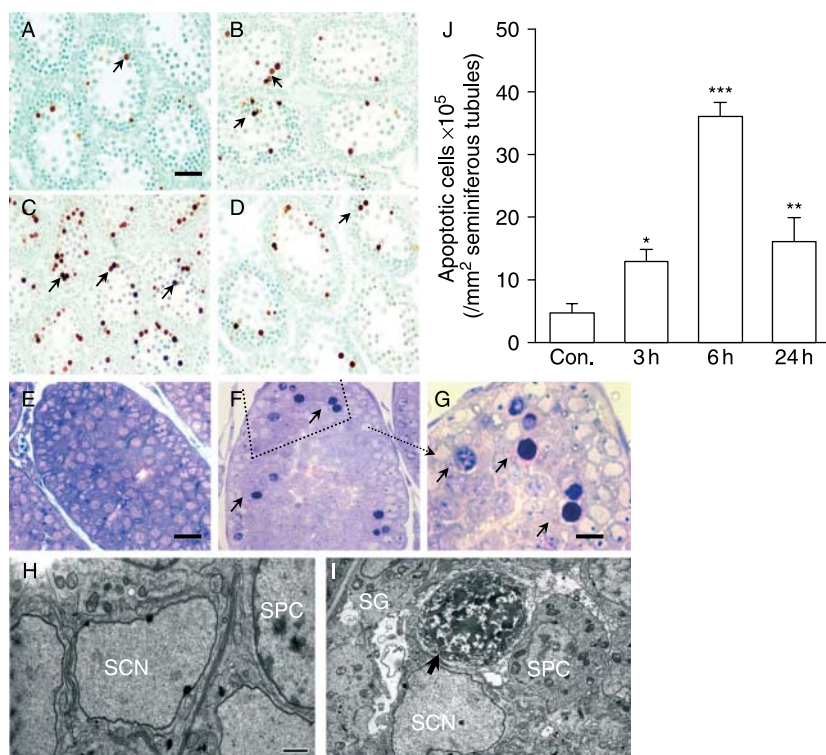 A
B
C
D
J
Apoptotic cells ×10⁵
(/mm² seminiferous tubules)
50
40
30
20
10
0
*
***
**
Con.
3 h
6 h
24 h
E
F
G
H
SPC
SCN
I
SG
SPC
SCN